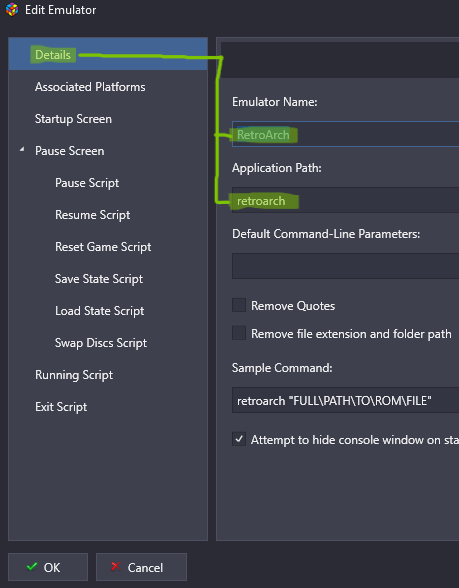 Edit Emulator
Details
Associated Platforms
Startup Screen
Pause Screen
Pause Script
Resume Script
Reset Game Script
Save State Script
Load State Script
Swap Discs Script
Running Script
Exit Script
Emulator Name:
RetroArch
Application Path:
retroarch
Default Command-Line Parameters:
Remove Quotes
Remove file extension and folder path
Sample Command:
retroarch "FULL\PATH\TO\ROM\FILE"
Attempt to hide console window on sta
OK
Cancel